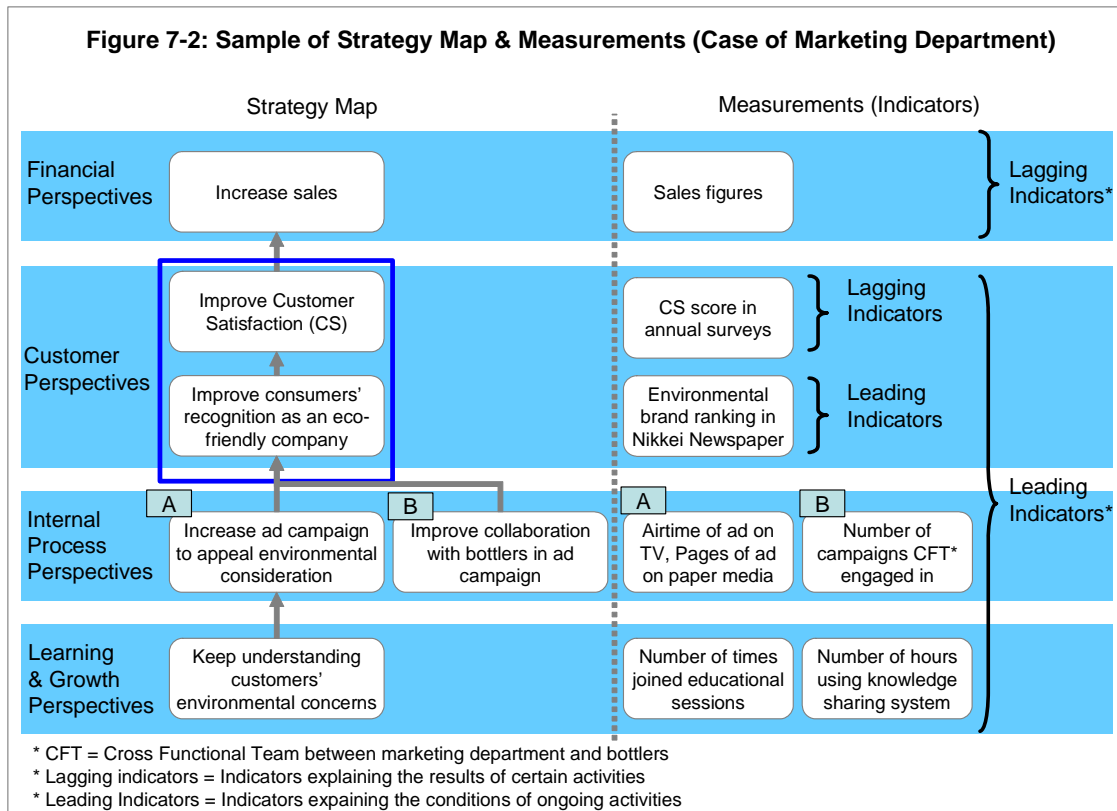 Figure 7-2: Sample of Strategy Map & Measurements (Case of Marketing Department)
Strategy Map
Measurements (Indicators)
Financial
Perspectives
Increase sales
Sales figures
Lagging
Indicators*
Customer
Perspectives
Improve Customer
Satisfaction (CS)
CS score in
annual surveys
Lagging
Indicators
Improve consumers'
recognition as an eco-
friendly company
Environmental
brand ranking in
Nikkei Newspaper
Leading
Indicators
Leading
Indicators*
Internal
Process
Perspectives
A
Increase ad campaign
to appeal environmental
consideration
B
Improve collaboration
with bottlers in ad
campaign
A
Airtime of ad on
TV, Pages of ad
on paper media
B
Number of
campaigns CFT*
engaged in
Learning
& Growth
Perspectives
Keep understanding
customers'
environmental concerns
Number of times
joined educational
sessions
Number of hours
using knowledge
sharing system
* CFT = Cross Functional Team between marketing department and bottlers
* Lagging indicators = Indicators explaining the results of certain activities
* Leading Indicators = Indicators expaining the conditions of ongoing activities